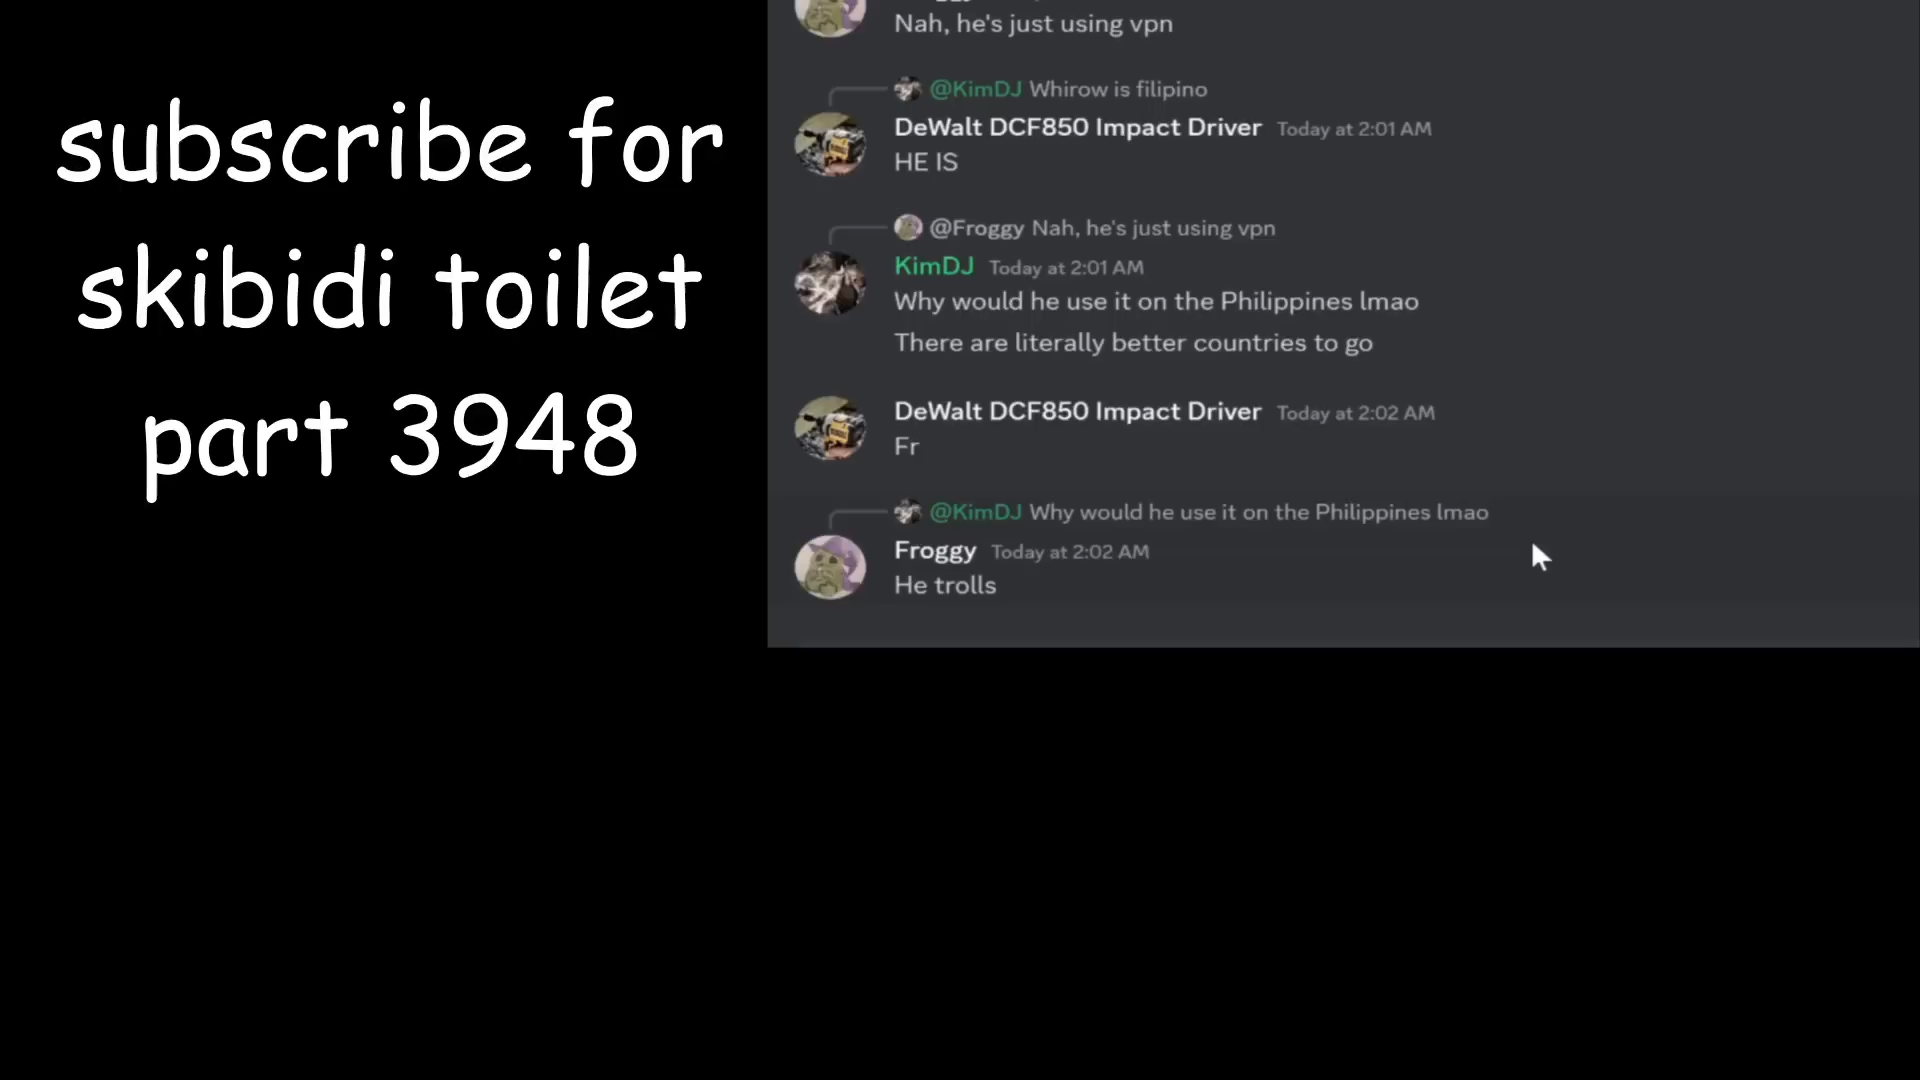 subscribe for
skibidi toilet
part 3948
Nah, he's just using vpn
@KimDJ Whirow is filipino
DeWalt DCF850 Impact Driver Today at 2:01 AM
HE IS
@Froggy Nah, he's just using vpn
KimDJ Today at 2:01 AM
Why would he use it on the Philippines lmao
There are literally better countries to go
DeWalt DCF850 Impact Driver Today at 2:02 AM
Fr
@KimDJ Why would he use it on the Philippines lmao
Froggy Today at 2:02 AM
He trolls